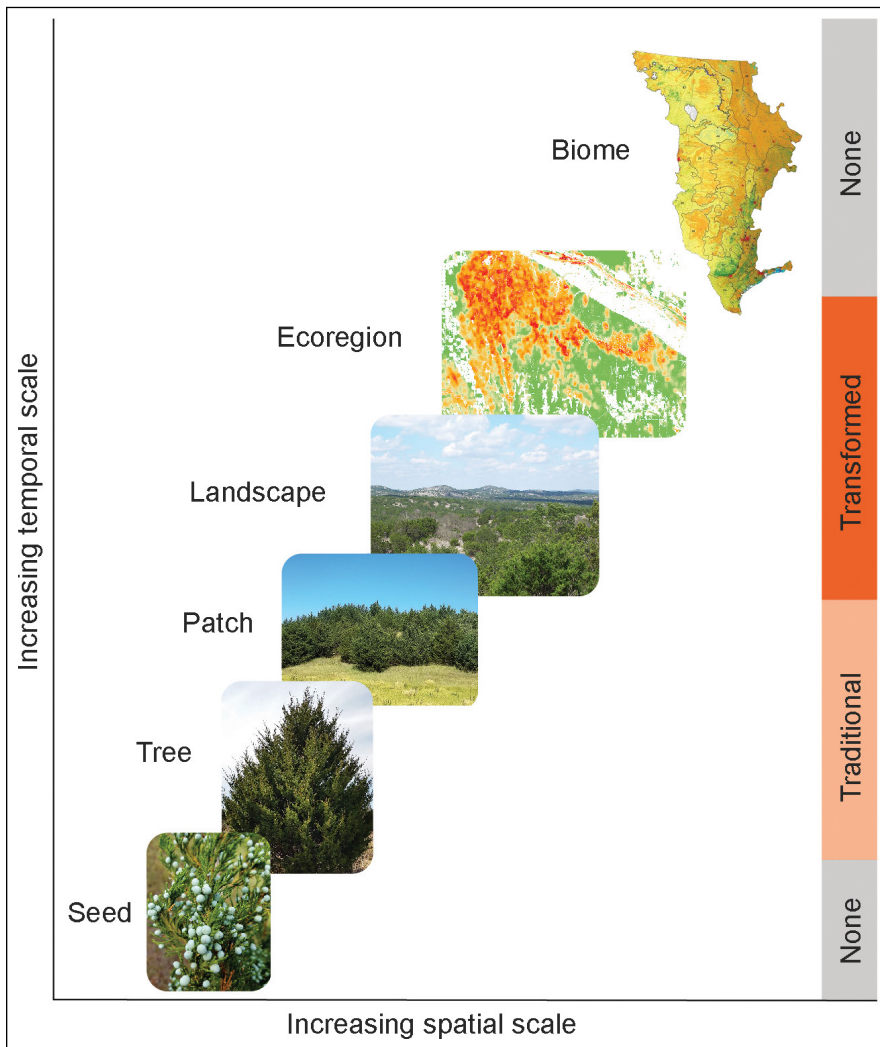 Biome
Ecoregion
Landscape
Patch
Tree
Seed
Increasing temporal scale
Increasing spatial scale
None
Transformed
Traditional
None